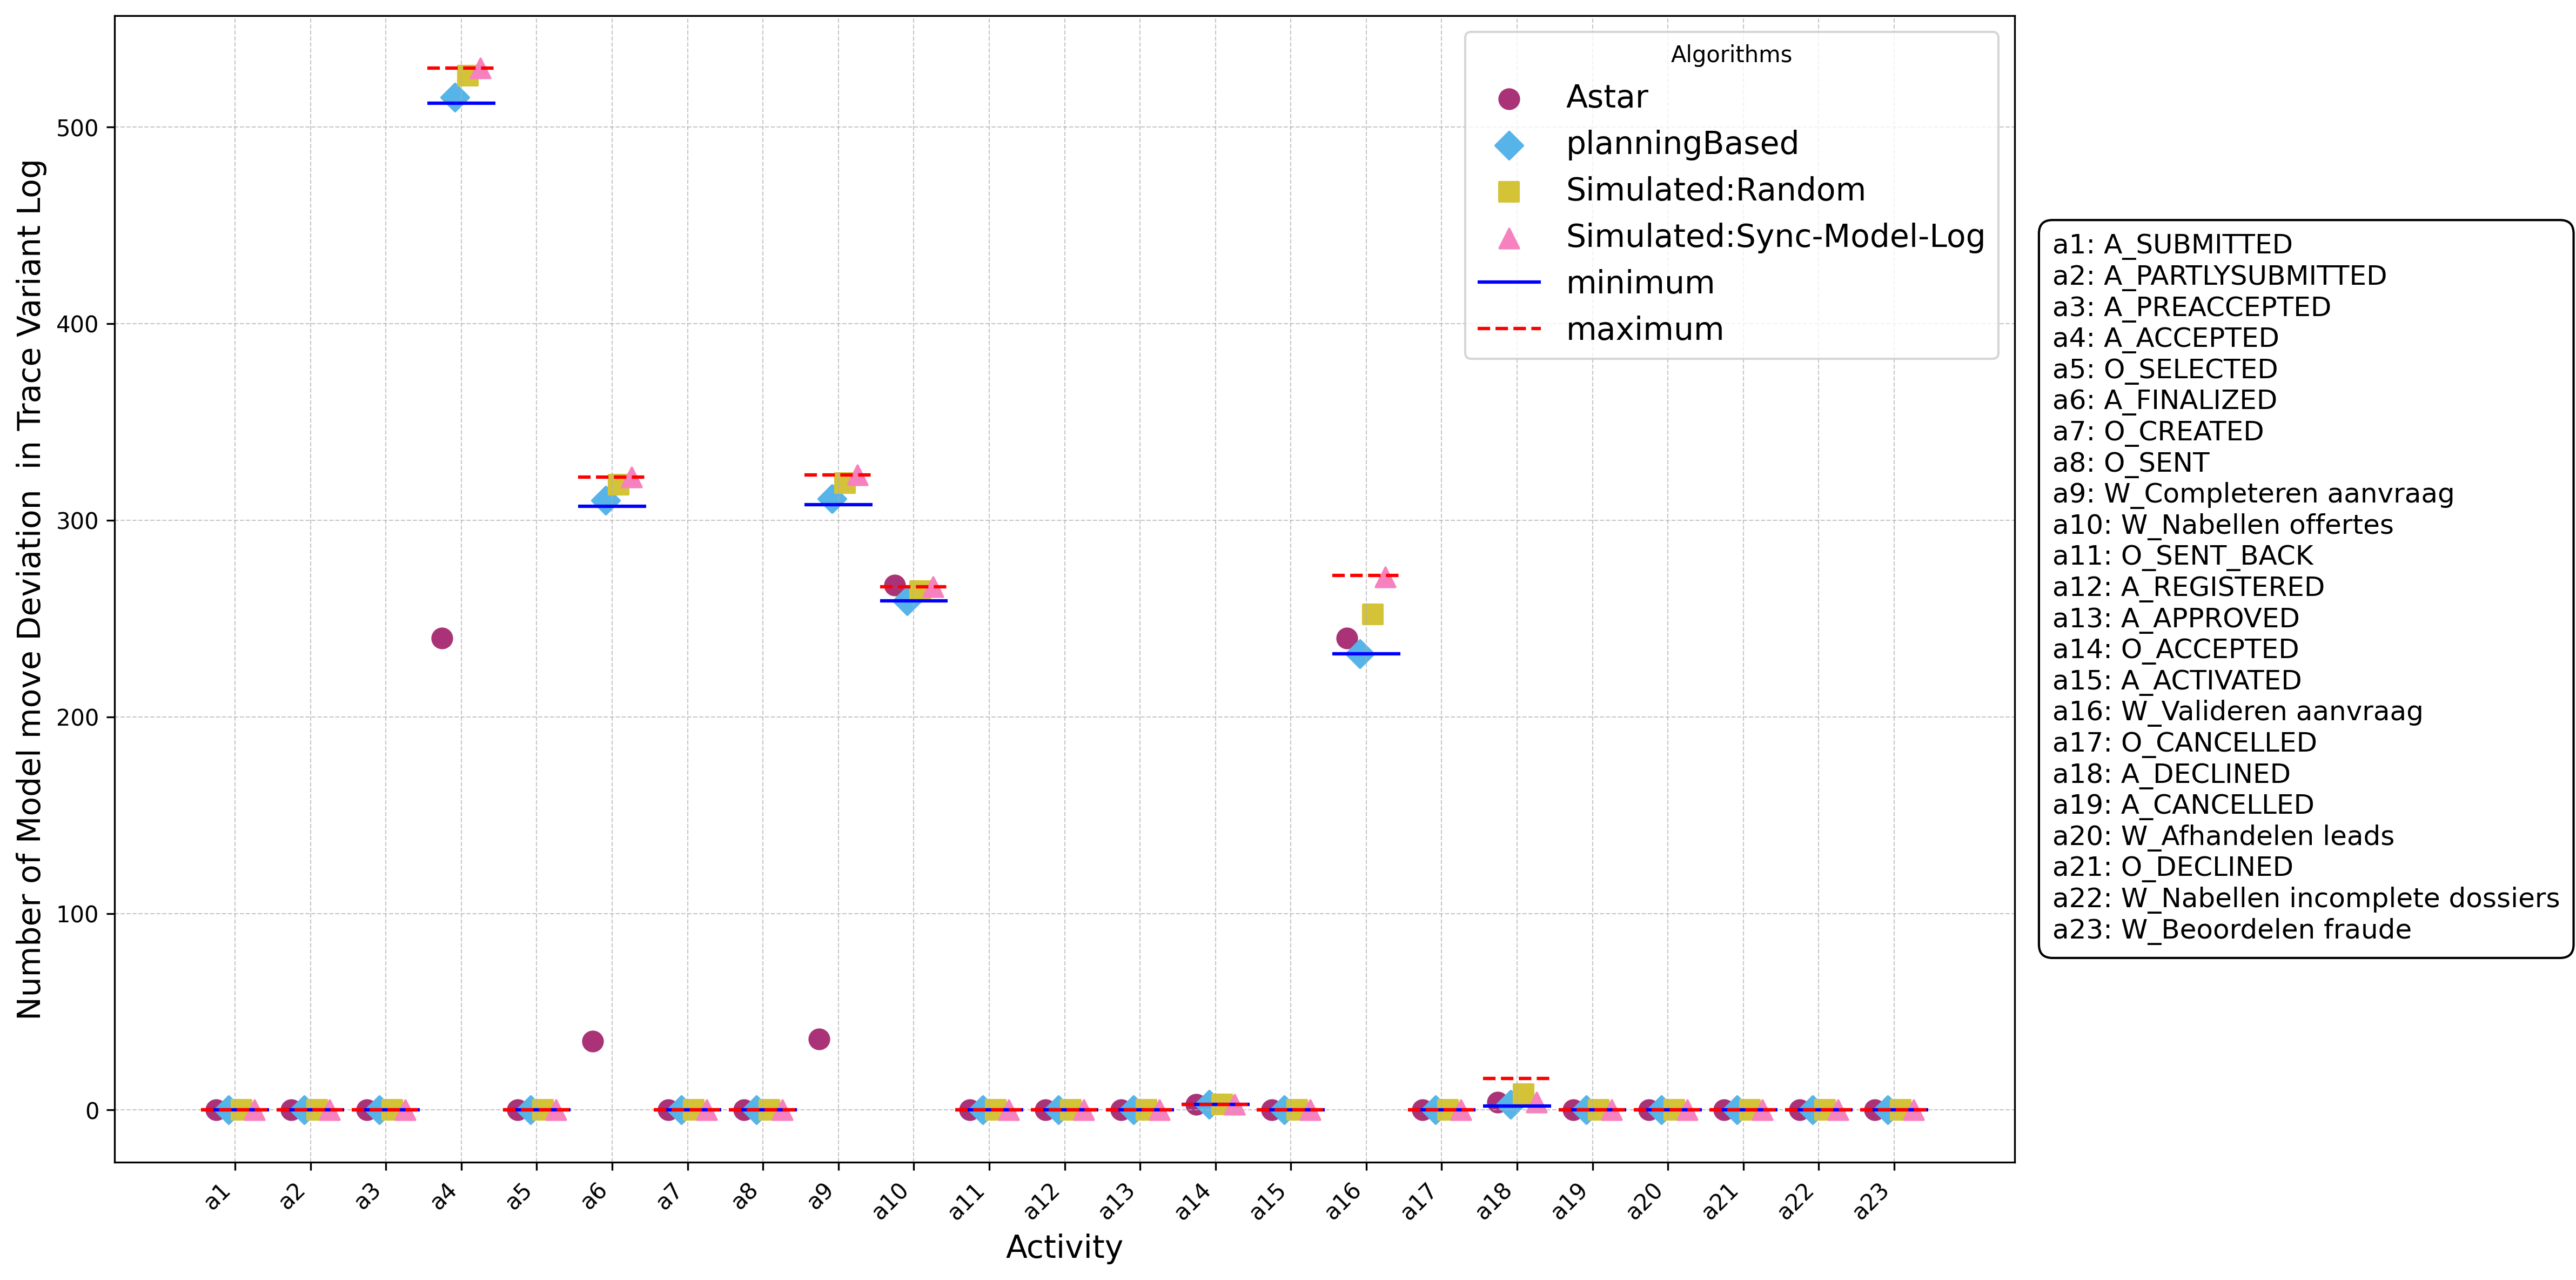 Number of Model move Deviation  in Trace Variant Log
500
400
300
200
100
0
a1
a2
a3
a4
a5
a6
a7
a8
a9
a10
a11
a12
a13
a14
a15
a16
a17
a18
a19
a20
a21
a22
a23
Activity
Algorithms
Astar
planningBased
Simulated:Random
Simulated:Sync-Model-Log
minimum
maximum
a1: A_SUBMITTED
a2: A_PARTLYSUBMITTED
a3: A_PREACCEPTED
a4: A_ACCEPTED
a5: O_SELECTED
a6: A_FINALIZED
a7: O_CREATED
a8: O_SENT
a9: W_Completeren aanvraag
a10: W_Nabellen offertes
a11: O_SENT_BACK
a12: A_REGISTERED
a13: A_APPROVED
a14: O_ACCEPTED
a15: A_ACTIVATED
a16: W_Valideren aanvraag
a17: O_CANCELLED
a18: A_DECLINED
a19: A_CANCELLED
a20: W_Afhandelen leads
a21: O_DECLINED
a22: W_Nabellen incomplete dossiers
a23: W_Beoordelen fraude